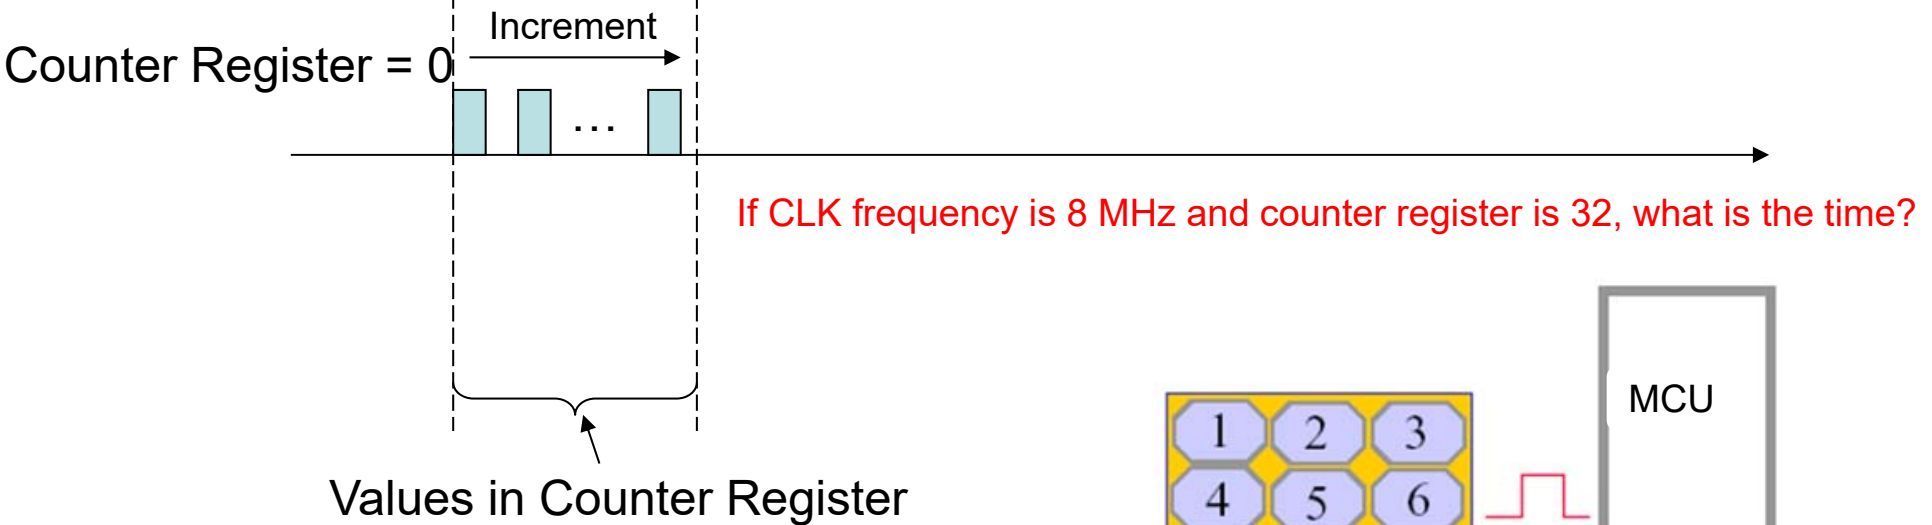 Increment
Counter Register = 0
...
If CLK frequency is 8 MHz and counter register is 32, what is the time?
MCU
1 2 3
4 5 6
Values in Counter Register